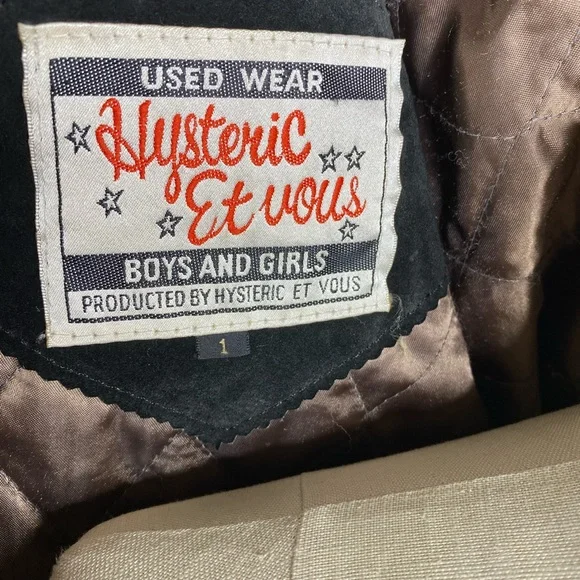 USED WEAR
Hysteric
Et vous
BOYS AND GIRLS
PRODUCTED BY HYSTERIC ET VOUS
1